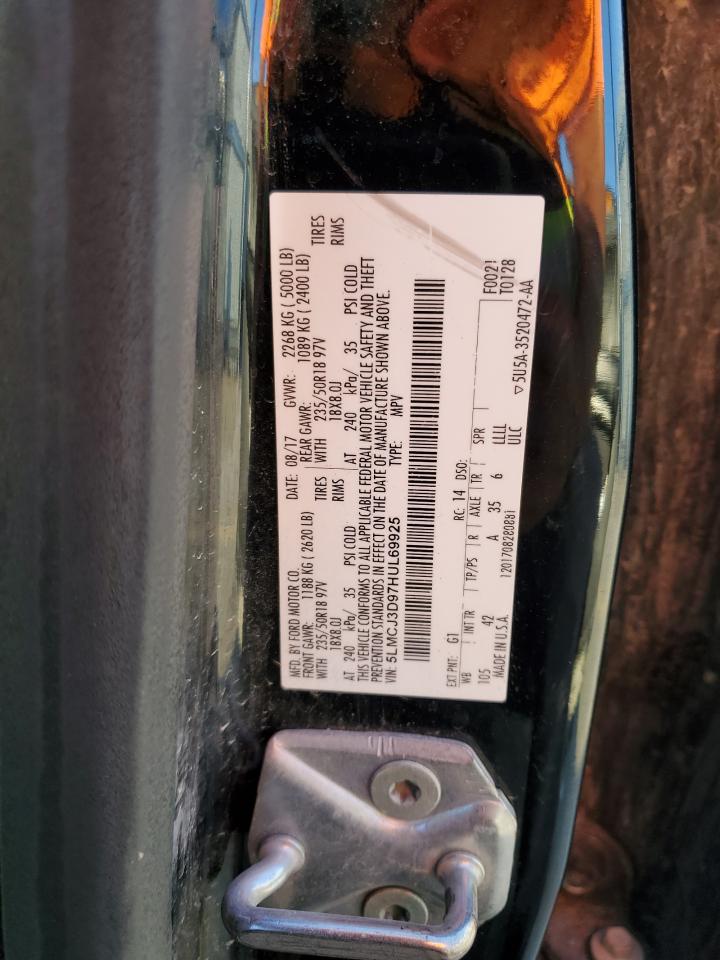 MFD. BY FORD MOTOR CO. DATE: 08/17 GVWR: 2268 KG ( 5000 LB)
FRONT GAWR: 1188 KG ( 2620 LB) REAR GAWR: 1089 KG ( 2400 LB)
WITH 235/50R18 97V TIRES WITH 235/50R18 97V TIRES
18X8.0J RIMS 18X8.0J RIMS
AT 240 kPa/ 35 PSI COLD AT 240 kPa/ 35 PSI COLD
THIS VEHICLE CONFORMS TO ALL APPLICABLE FEDERAL MOTOR VEHICLE SAFETY AND THEFT
PREVENTION STANDARDS IN EFFECT ON THE DATE OF MANUFACTURE SHOWN ABOVE.
VIN: 5LMCJ3D97HUL69925 TYPE: MPV
EXT PNT: G1 RC: 14 DSO: F0021
WB INT TR TP/PS R AXLE TR SPR T0128
105 42 A 35 6 LLLL
MADE IN U.S.A. 1201708280831 ULC ▽5U5A-3520472-AA